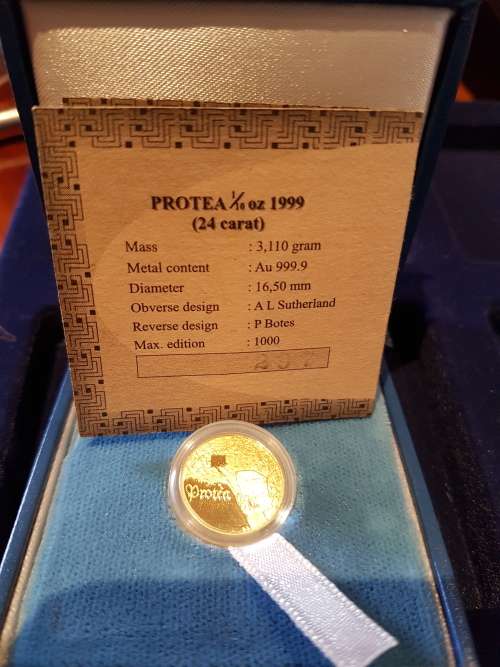 PROTEA 1/10 oz 1999
(24 carat)
Mass : 3,110 gram
Metal content : Au 999.9
Diameter : 16,50 mm
Obverse design : A L Sutherland
Reverse design : P Botes
Max. edition : 1000
Protea